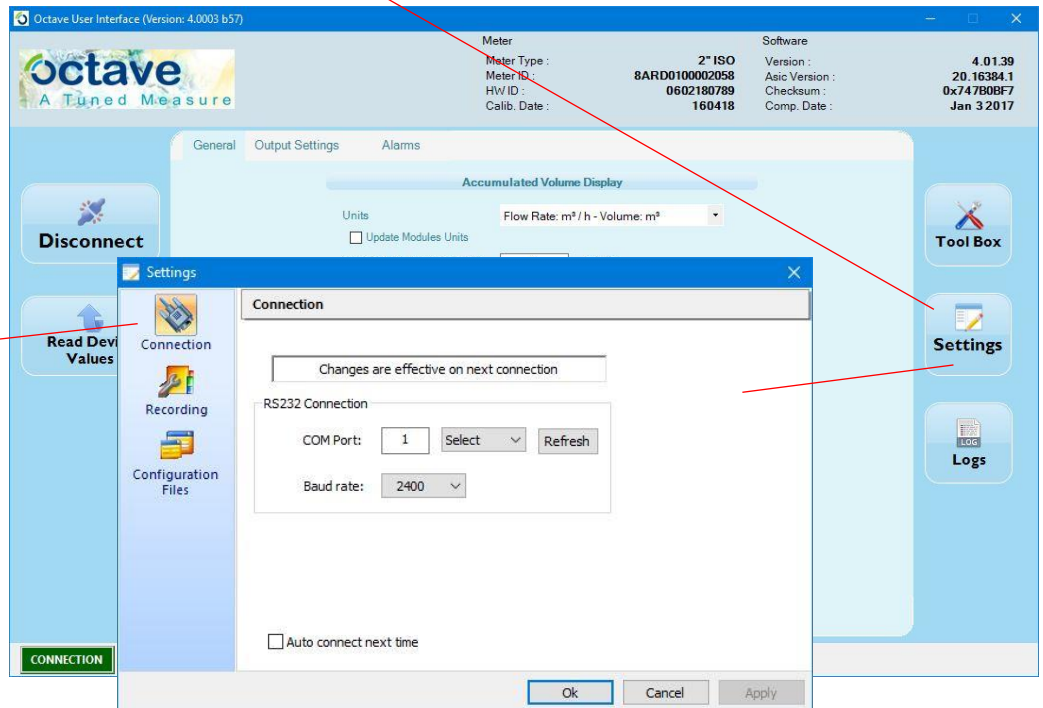 Octave User Interface (Version: 4.0003 b57)
Octave
A Tuned Measure
Meter
Meter Type : 2" ISO
Meter ID : 8ARD0100002058
HW ID : 0602180789
Calib. Date : 160418
Software
Version : 4.01.39
Asic Version : 20.16384.1
Checksum : 0x747B0BF7
Comp. Date : Jan 3 2017
General Output Settings Alarms
Accumulated Volume Display
Units Flow Rate: m³ / h - Volume: m³
Update Modules Units
Disconnect
Read Devi
Values
Tool Box
Settings
LOG
Logs
Settings
Connection
Recording
Configuration
Files
Connection
Changes are effective on next connection
RS232 Connection
COM Port: 1 Select Refresh
Baud rate: 2400
Auto connect next time
Ok Cancel Apply
CONNECTION